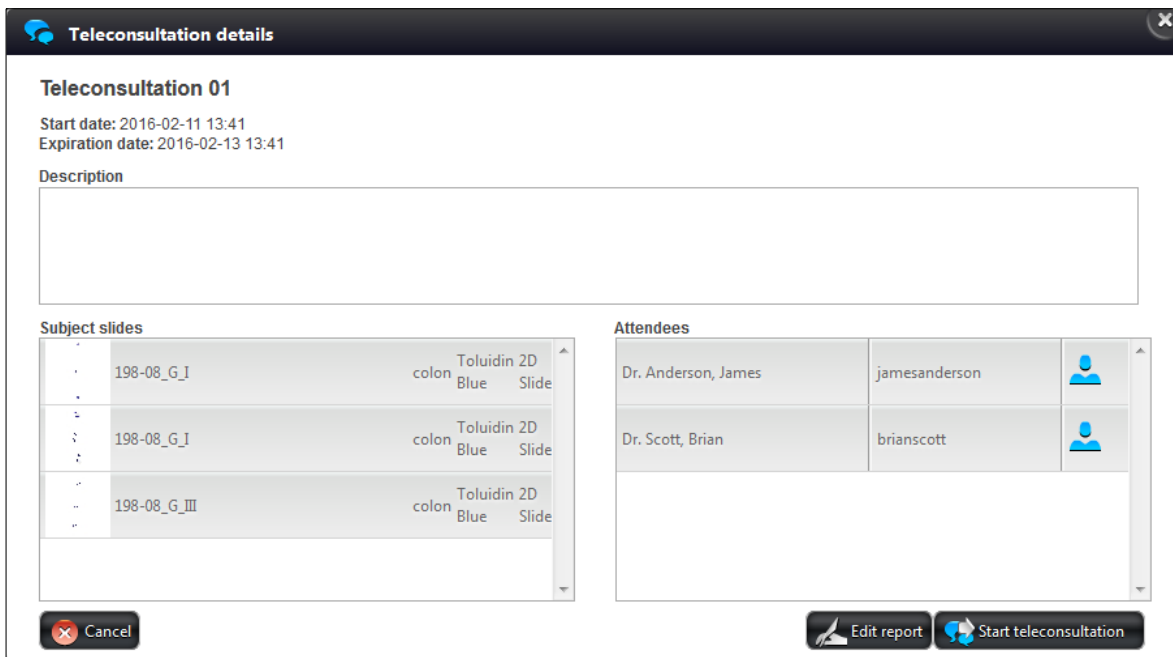 Teleconsultation details
Teleconsultation 01
Start date: 2016-02-11 13:41
Expiration date: 2016-02-13 13:41
Description
Subject slides
198-08_G_I colon Toluidin Blue 2D Slide
198-08_G_I colon Toluidin Blue 2D Slide
198-08_G_III colon Toluidin Blue 2D Slide
Attendees
Dr. Anderson, James jamesanderson
Dr. Scott, Brian brianscott
Cancel
Edit report
Start teleconsultation